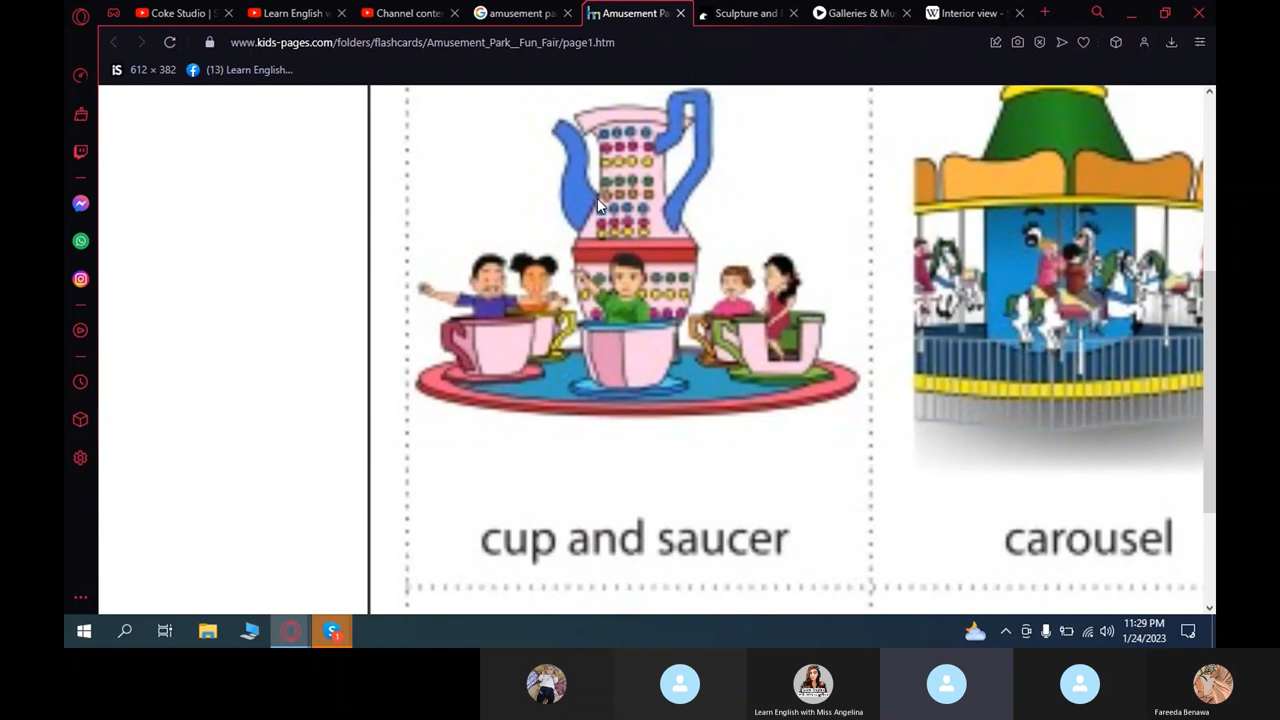 Coke Studio | S
Learn English w
Channel conte
amusement pa
Amusement Pa
Sculpture and
Galleries & Mu
Interior view -
www.kids-pages.com/folders/flashcards/Amusement_Park__Fun_Fair/page1.htm
iS 612 × 382 (13) Learn English...
cup and saucer
carousel
11:29 PM
1/24/2023
Learn English with Miss Angelina
Fareeda Benawa